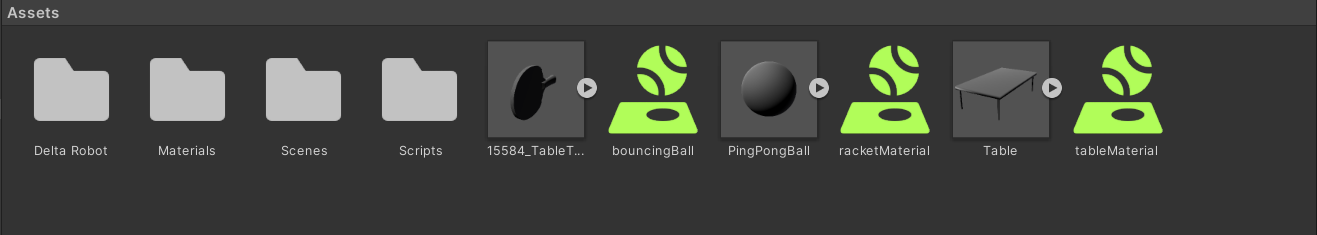 Assets
Delta Robot
Materials
Scenes
Scripts
15584_TableT...
bouncingBall
PingPongBall
racketMaterial
Table
tableMaterial